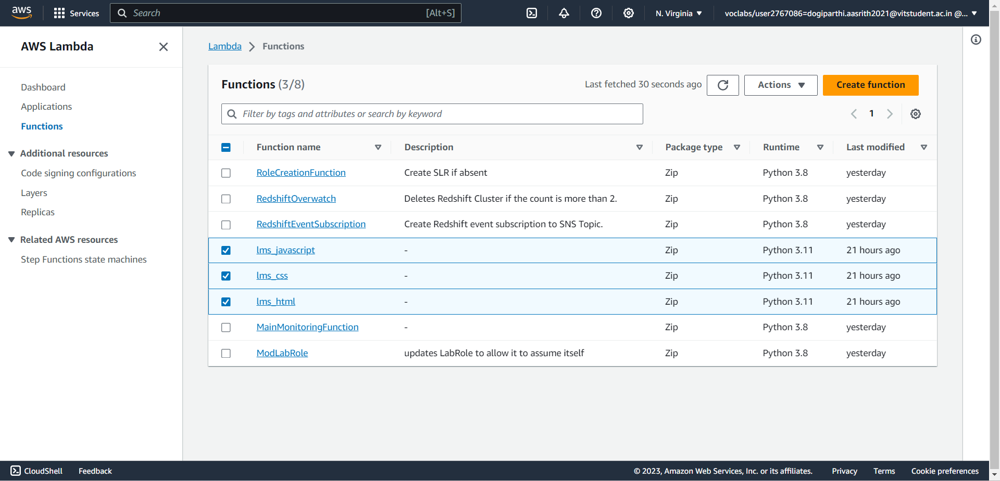 aws Services Search [Alt+S] N. Virginia voclabs/user2767086=dogiparthi.aasrith2021@vitstudent.ac.in @...
AWS Lambda
Dashboard
Applications
Functions
Additional resources
Code signing configurations
Layers
Replicas
Related AWS resources
Step Functions state machines
Lambda Functions
Functions (3/8) Last fetched 30 seconds ago Actions Create function
Filter by tags and attributes or search by keyword 1
Function name Description Package type Runtime Last modified
RoleCreationFunction Create SLR if absent Zip Python 3.8 yesterday
RedshiftOverwatch Deletes Redshift Cluster if the count is more than 2. Zip Python 3.8 yesterday
RedshiftEventSubscription Create Redshift event subscription to SNS Topic. Zip Python 3.8 yesterday
lms_javascript - Zip Python 3.11 21 hours ago
lms_css - Zip Python 3.11 21 hours ago
lms_html - Zip Python 3.11 21 hours ago
MainMonitoringFunction - Zip Python 3.8 yesterday
ModLabRole updates LabRole to allow it to assume itself Zip Python 3.8 yesterday
CloudShell Feedback © 2023, Amazon Web Services, Inc. or its affiliates. Privacy Terms Cookie preferences